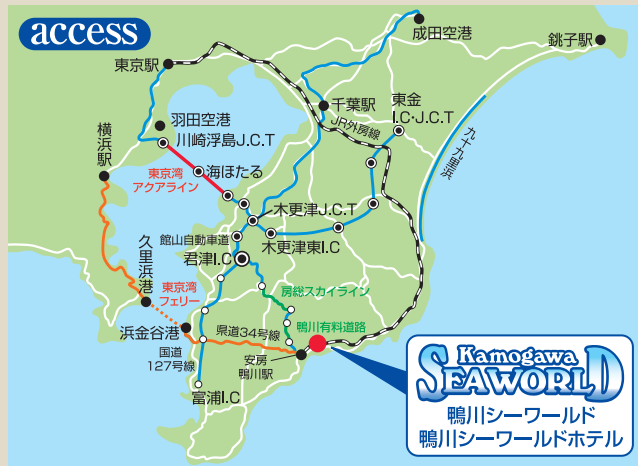 access
成田空港
銚子駅
東京駅
千葉駅
東金
I.C・J.C.T
JR外房線
羽田空港
川崎浮島J.C.T
横浜駅
九十九里浜
海ほたる
東京湾
アクアライン
木更津J.C.T
館山自動車道
木更津東I.C
君津I.C
久里浜港
東京湾
フェリー
房総スカイライン
浜金谷港
県道34号線
鴨川有料道路
国道
127号線
安房
鴨川駅
富浦I.C
Kamogawa
SEAWORLD
鴨川シーワールド
鴨川シーワールドホテル